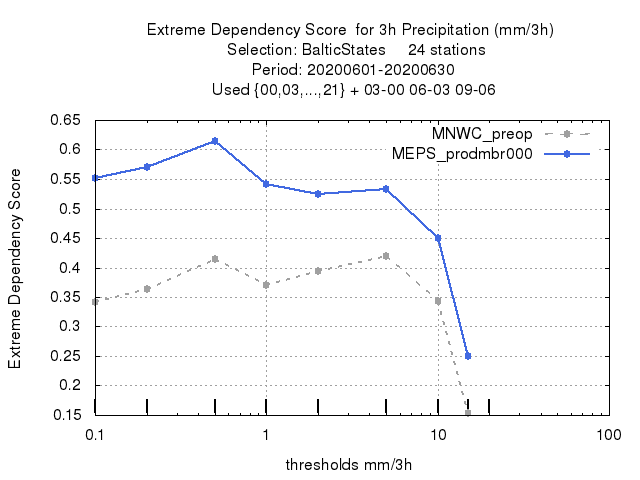 Extreme Dependency Score  for 3h Precipitation (mm/3h)
Selection: BalticStates     24 stations
Period: 20200601-20200630
Used {00,03,...,21} + 03-00 06-03 09-06
MNWC_preop
MEPS_prodmbr000
Extreme Dependency Score
0.65
0.6
0.55
0.5
0.45
0.4
0.35
0.3
0.25
0.2
0.15
0.1 1 10 100
thresholds mm/3h